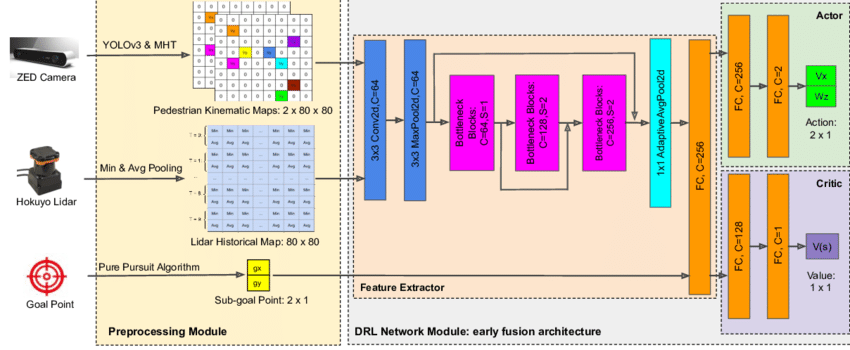 ZED Camera
YOLOv3 & MHT
Pedestrian Kinematic Maps: 2 x 80 x 80
Hokuyo Lidar
Min & Avg Pooling
Min Min Min ... Min Min
Avg Avg Avg ... Avg Avg
Lidar Historical Map: 80 x 80
Goal Point
Pure Pursuit Algorithm
gx
gy
Sub-goal Point: 2 x 1
Preprocessing Module
3x3 Conv2d,C=64
3x3 MaxPool2d,C=64
Bottleneck
Blocks:
C=64,S=1
Bottleneck Blocks:
C=128,S=2
Bottleneck Blocks:
C=256,S=2
1x1 AdaptiveAvgPool2d
FC, C=256
Feature Extractor
DRL Network Module: early fusion architecture
Actor
FC, C=256
FC, C=2
Vx
Wz
Action:
2 x 1
Critic
FC, C=128
FC, C=1
V(s)
Value:
1 x 1